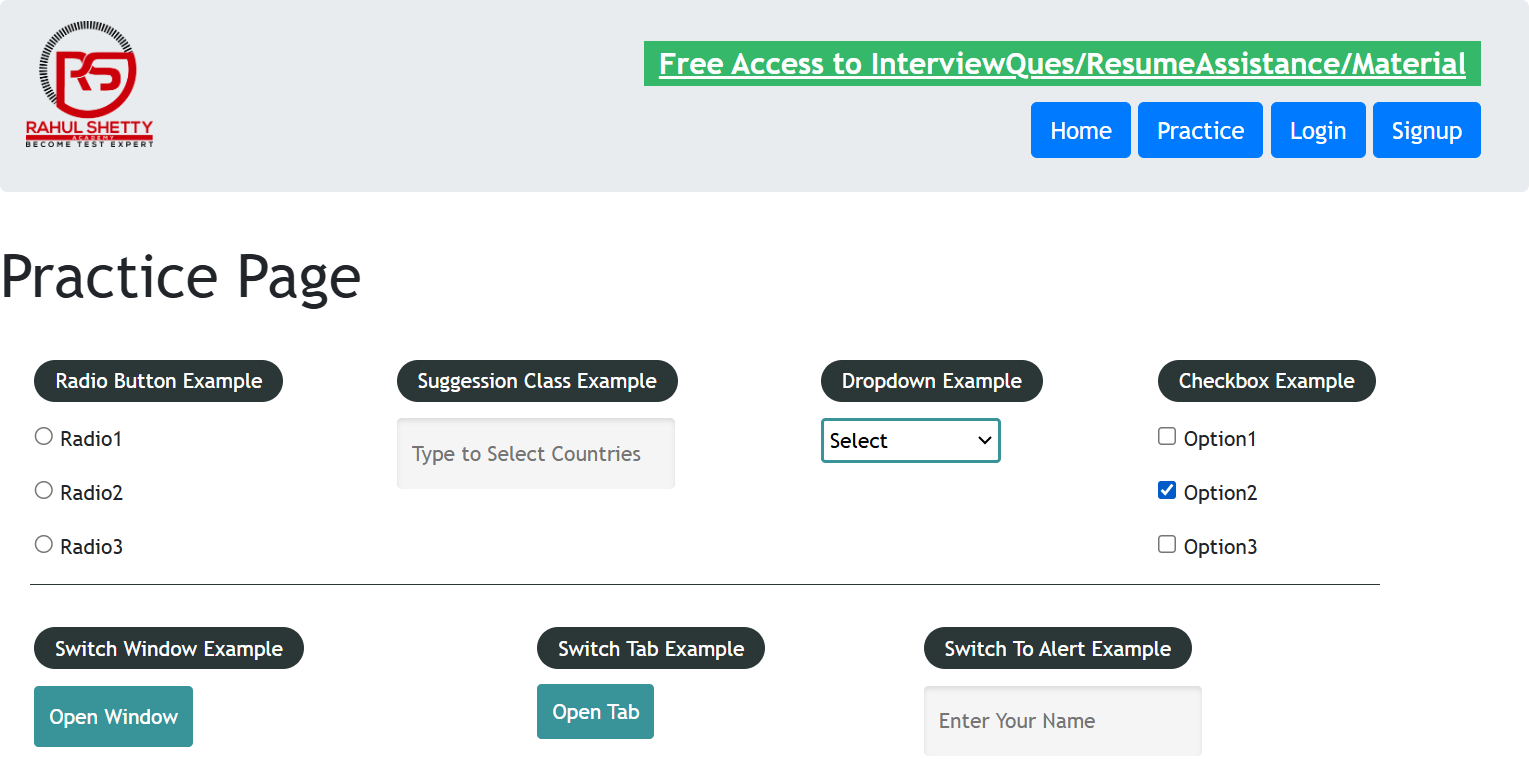 RS
RAHUL SHETTY
ACADEMY
BECOME TEST EXPERT
Free Access to InterviewQues/ResumeAssistance/Material
Home Practice Login Signup
Practice Page
Radio Button Example
Radio1
Radio2
Radio3
Suggession Class Example
Type to Select Countries
Dropdown Example
Select
Checkbox Example
Option1
Option2
Option3
Switch Window Example
Open Window
Switch Tab Example
Open Tab
Switch To Alert Example
Enter Your Name